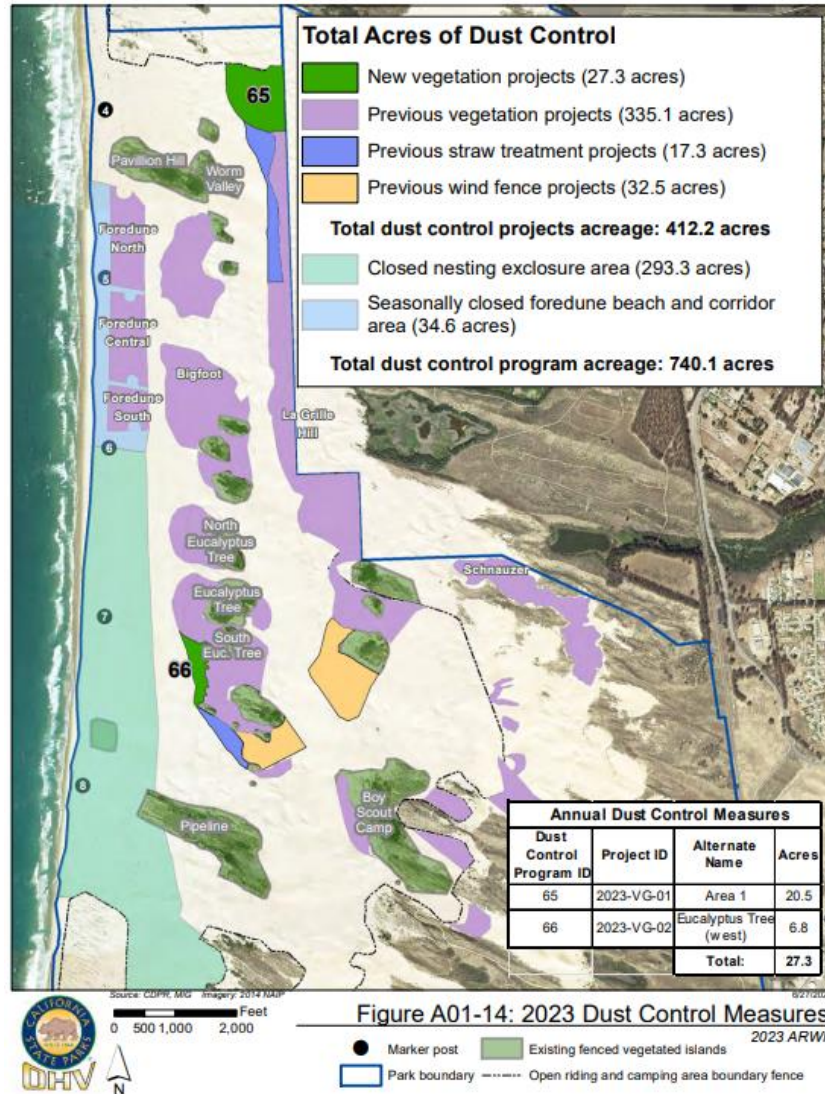 Total Acres of Dust Control
New vegetation projects (27.3 acres)
Previous vegetation projects (335.1 acres)
Previous straw treatment projects (17.3 acres)
Previous wind fence projects (32.5 acres)
Total dust control projects acreage: 412.2 acres
Closed nesting exclosure area (293.3 acres)
Seasonally closed foredune beach and corridor
area (34.6 acres)
Total dust control program acreage: 740.1 acres
65
4
Pavillion Hill
Worm
Valley
Foredune
North
5
Foredune
Central
Bigfoot
Foredune
South
La Grille
Hill
6
North
Eucalyptus
Tree
Schnauzer
Eucalyptus
Tree
7
South
Euc. Tree
66
8
Pipeline
Boy
Scout
Camp
Annual Dust Control Measures
Dust
Control
Program ID
Project ID
Alternate
Name
Acres
65
2023-VG-01
Area 1
20.5
66
2023-VG-02
Eucalyptus Tree
(west)
6.8
Total:
27.3
Source: CDPR, MIG Imagery: 2014 NAIP
CALIFORNIA
STATE PARKS
OHV
Feet
0 500 1,000 2,000
N
Figure A01-14: 2023 Dust Control Measures
Marker post
Existing fenced vegetated islands
Park boundary
Open riding and camping area boundary fence